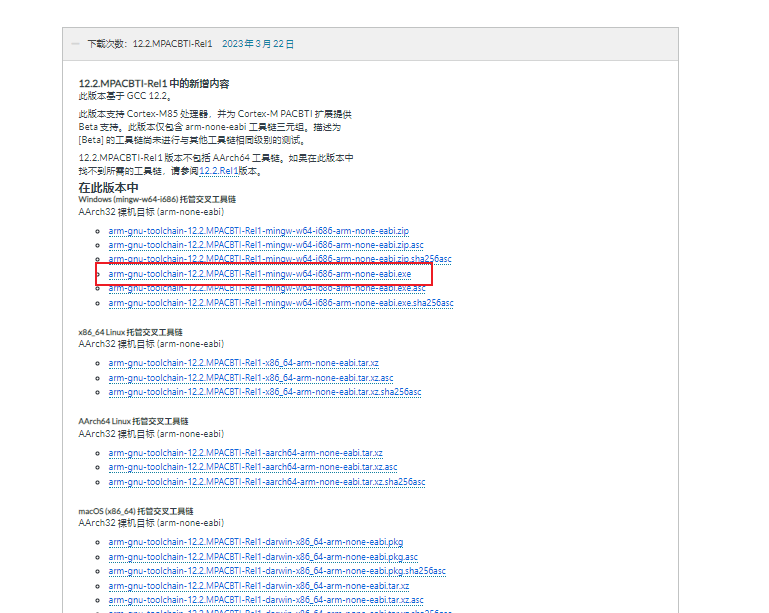 下载次数：12.2.MPACBTI-Rel1 2023 年 3 月 22 日
12.2.MPACBTI-Rel1 中的新增内容
此版本基于 GCC 12.2。
此版本支持 Cortex-M85 处理器，并为 Cortex-M PACBTI 扩展提供
Beta 支持。此版本仅包含 arm-none-eabi 工具链三元组。描述为
[Beta] 的工具链尚未进行与其他工具链相同级别的测试。
12.2.MPACBTI-Rel1 版本不包括 AArch64 工具链。如果在此版本中
找不到所需的工具链，请参阅12.2.Rel1版本。
在此版本中
Windows (mingw-w64-i686) 托管交叉工具链
AArch32 裸机目标 (arm-none-eabi)
arm-gnu-toolchain-12.2.MPACBTI-Rel1-mingw-w64-i686-arm-none-eabi.zip
arm-gnu-toolchain-12.2.MPACBTI-Rel1-mingw-w64-i686-arm-none-eabi.zip.asc
arm-gnu-toolchain-12.2.MPACBTI-Rel1-mingw-w64-i686-arm-none-eabi.zip.sha256asc
arm-gnu-toolchain-12.2.MPACBTI-Rel1-mingw-w64-i686-arm-none-eabi.exe
arm-gnu-toolchain-12.2.MPACBTI-Rel1-mingw-w64-i686-arm-none-eabi.exe.asc
arm-gnu-toolchain-12.2.MPACBTI-Rel1-mingw-w64-i686-arm-none-eabi.exe.sha256asc
x86_64 Linux 托管交叉工具链
AArch32 裸机目标 (arm-none-eabi)
arm-gnu-toolchain-12.2.MPACBTI-Rel1-x86_64-arm-none-eabi.tar.xz
arm-gnu-toolchain-12.2.MPACBTI-Rel1-x86_64-arm-none-eabi.tar.xz.asc
arm-gnu-toolchain-12.2.MPACBTI-Rel1-x86_64-arm-none-eabi.tar.xz.sha256asc
AArch64 Linux 托管交叉工具链
AArch32 裸机目标 (arm-none-eabi)
arm-gnu-toolchain-12.2.MPACBTI-Rel1-aarch64-arm-none-eabi.tar.xz
arm-gnu-toolchain-12.2.MPACBTI-Rel1-aarch64-arm-none-eabi.tar.xz.asc
arm-gnu-toolchain-12.2.MPACBTI-Rel1-aarch64-arm-none-eabi.tar.xz.sha256asc
macOS (x86_64) 托管交叉工具链
AArch32 裸机目标 (arm-none-eabi)
arm-gnu-toolchain-12.2.MPACBTI-Rel1-darwin-x86_64-arm-none-eabi.pkg
arm-gnu-toolchain-12.2.MPACBTI-Rel1-darwin-x86_64-arm-none-eabi.pkg.asc
arm-gnu-toolchain-12.2.MPACBTI-Rel1-darwin-x86_64-arm-none-eabi.pkg.sha256asc
arm-gnu-toolchain-12.2.MPACBTI-Rel1-darwin-x86_64-arm-none-eabi.tar.xz
arm-gnu-toolchain-12.2.MPACBTI-Rel1-darwin-x86_64-arm-none-eabi.tar.xz.asc